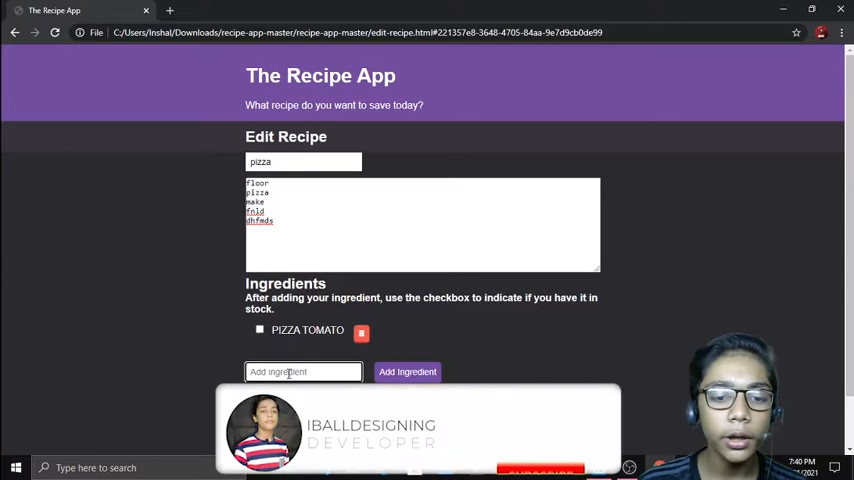 The Recipe App
File
C:/Users/Inshal/Downloads/recipe-app-master/recipe-app-master/edit-recipe.html#221357e8-3648-4705-84aa-9e7d9cb0de99
The Recipe App
What recipe do you want to save today?
Edit Recipe
pizza
floor
pizza
make
fnld
dhfmds
Ingredients
After adding your ingredient, use the checkbox to indicate if you have it in
stock.
PIZZA TOMATO
Add ingredient
Add Ingredient
IBALLDESIGNING
DEVELOPER
SUBSCRIBE
Type here to search
7:40 PM